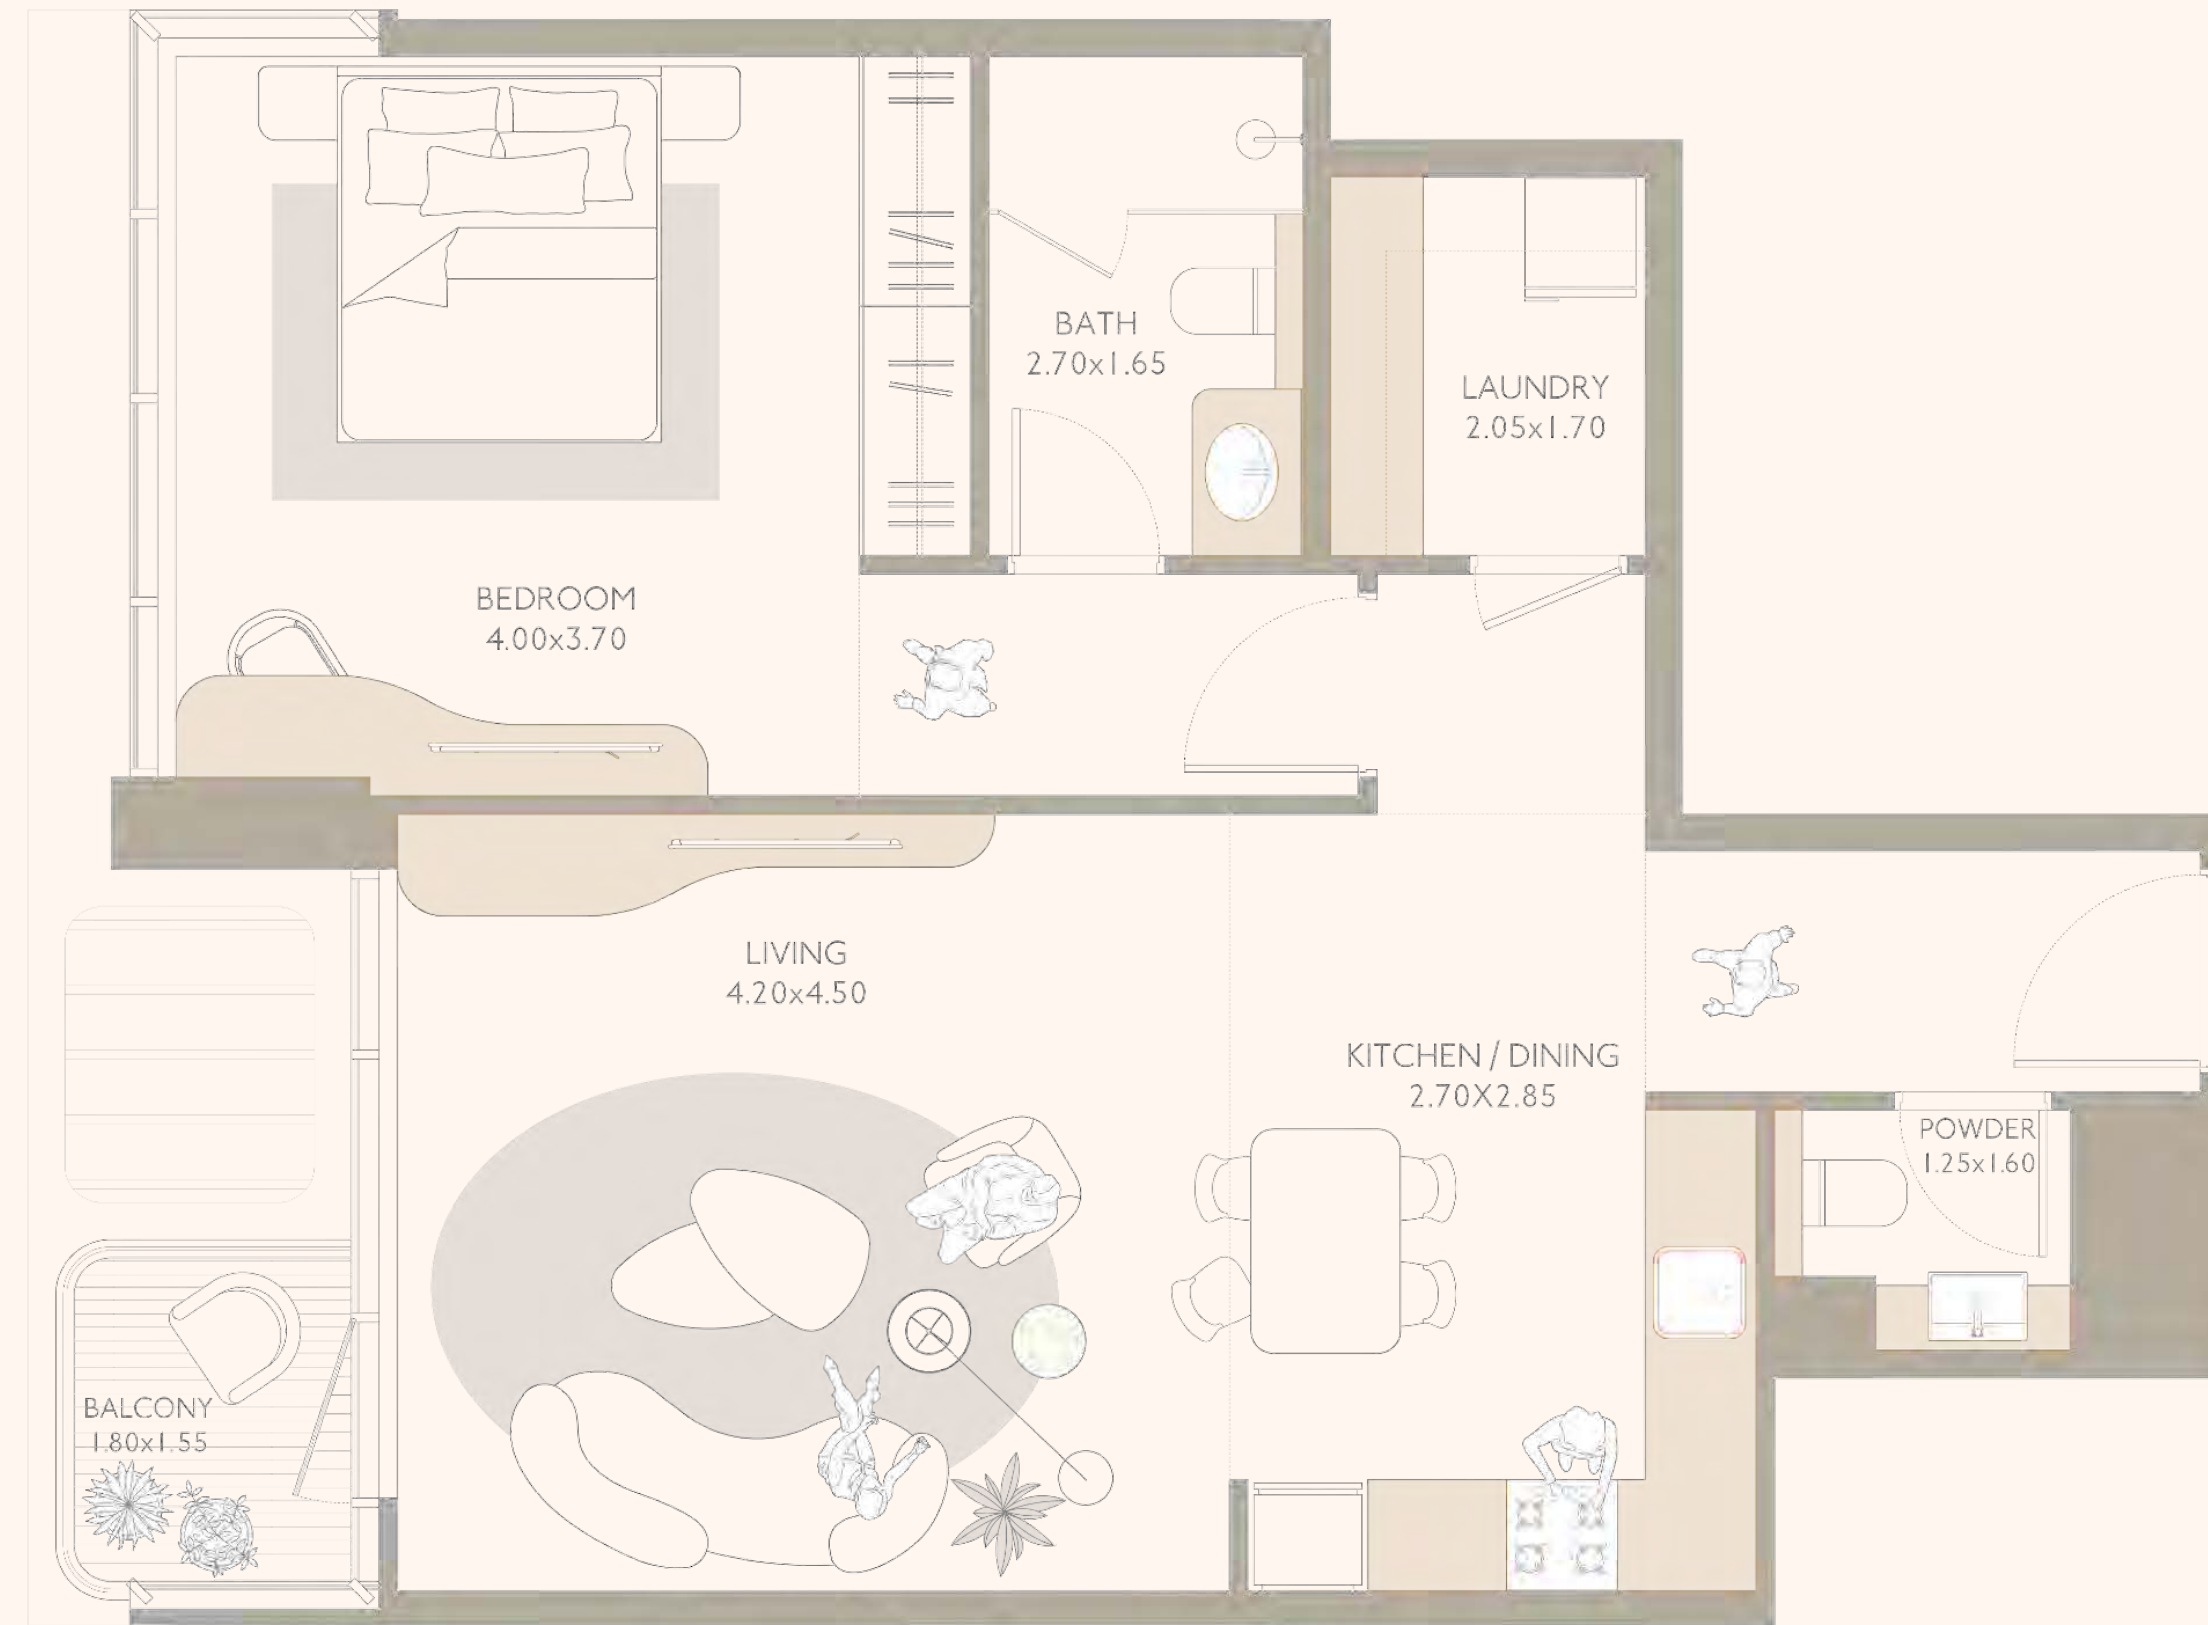 BATH
2.70x1.65
LAUNDRY
2.05x1.70
BEDROOM
4.00x3.70
LIVING
4.20x4.50
KITCHEN / DINING
2.70X2.85
POWDER
1.25x1.60
BALCONY
1.80x1.55